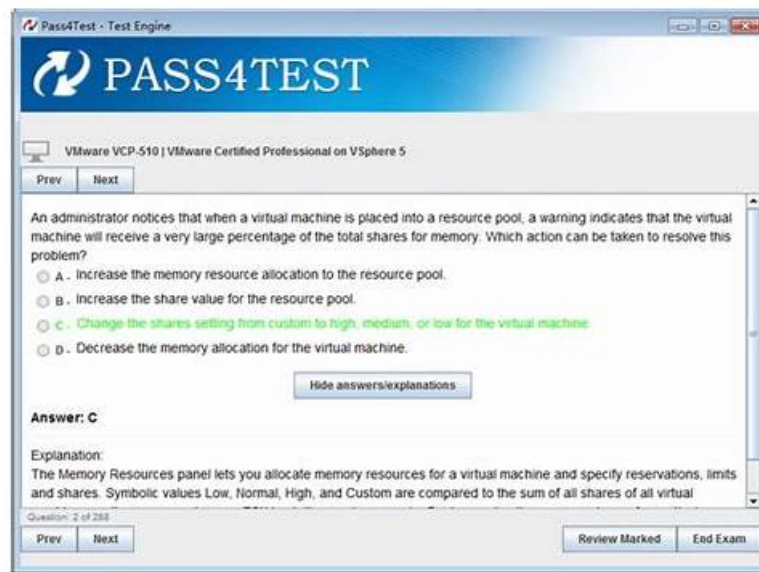 Pass4Test - Test Engine
PASS4TEST
VMware VCP-510 | VMware Certified Professional on VSphere 5
Prev Next
An administrator notices that when a virtual machine is placed into a resource pool, a warning indicates that the virtual
machine will receive a very large percentage of the total shares for memory. Which action can be taken to resolve this
problem?
A. Increase the memory resource allocation to the resource pool.
B. Increase the share value for the resource pool.
C. Change the shares setting from custom to high, medium, or low for the virtual machine.
D. Decrease the memory allocation for the virtual machine.
Hide answers/explanations
Answer: C
Explanation:
The Memory Resources panel lets you allocate memory resources for a virtual machine and specify reservations, limits
and shares. Symbolic values Low, Normal, High, and Custom are compared to the sum of all shares of all virtual
Question: 2 of 268
Prev Next Review Marked End Exam